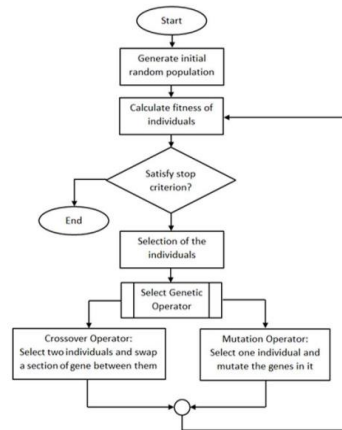 Start
Generate initial
random population
Calculate fitness of
individuals
Satisfy stop
criterion?
End
Selection of the
individuals
Select Genetic
Operator
Crossover Operator:
Select two individuals and swap
a section of gene between them
Mutation Operator:
Select one individual and
mutate the genes in it